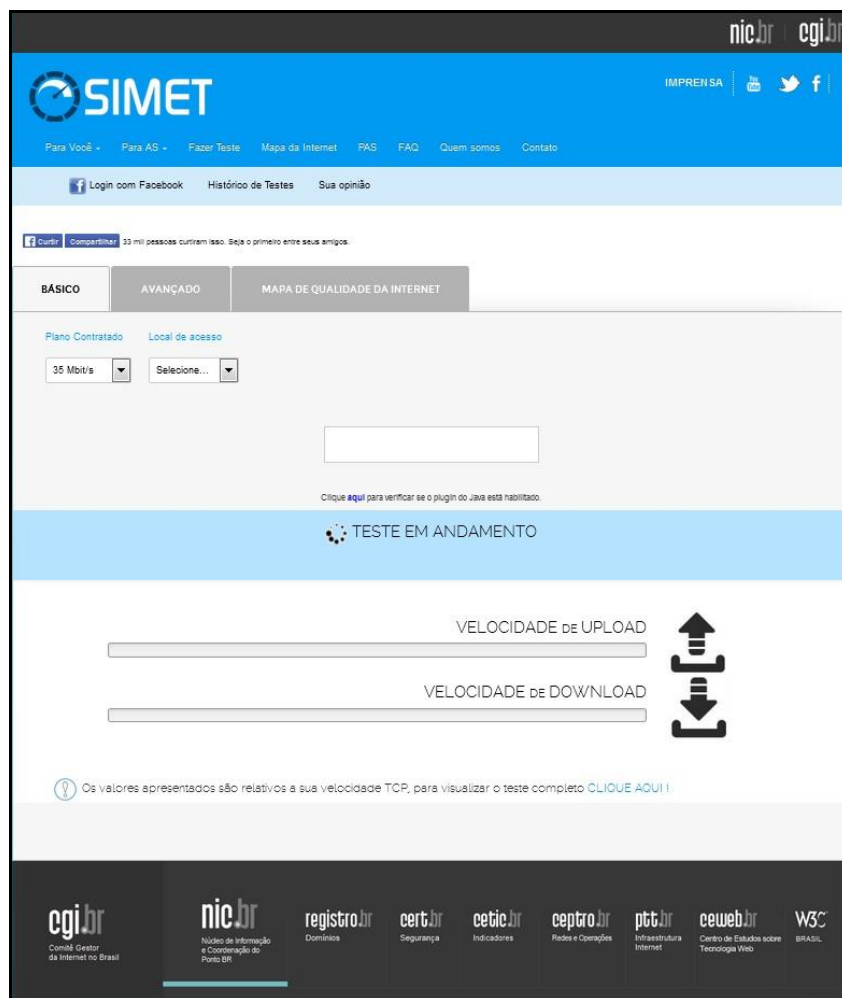 nic.br cgi.br
SIMET
IMPRENSA You Tube f
Para Você Para AS Fazer Teste Mapa da Internet PAS FAQ Quem somos Contato
f Login com Facebook Histórico de Testes Sua opinião
Curtir Compartilhar 33 mil pessoas curtiram isso. Seja o primeiro entre seus amigos.
BÁSICO AVANÇADO MAPA DE QUALIDADE DA INTERNET
Plano Contratado Local de acesso
35 Mbit/s Selecione...
Clique aqui para verificar se o plugin do Java está habilitado.
TESTE EM ANDAMENTO
VELOCIDADE DE UPLOAD
VELOCIDADE DE DOWNLOAD
Os valores apresentados são relativos a sua velocidade TCP, para visualizar o teste completo CLIQUE AQUI !
cgi.br
Comitê Gestor
da Internet no Brasil
nic.br
Núcleo de Informação
e Coordenação do
Ponto BR
registro.br
Domínios
cert.br
Segurança
cetic.br
Indicadores
ceptro.br
Redes e Operações
ptt.br
Infraestrutura
Internet
ceweb.br
Centro de Estudos sobre
Tecnologia Web
W3C
BRASIL